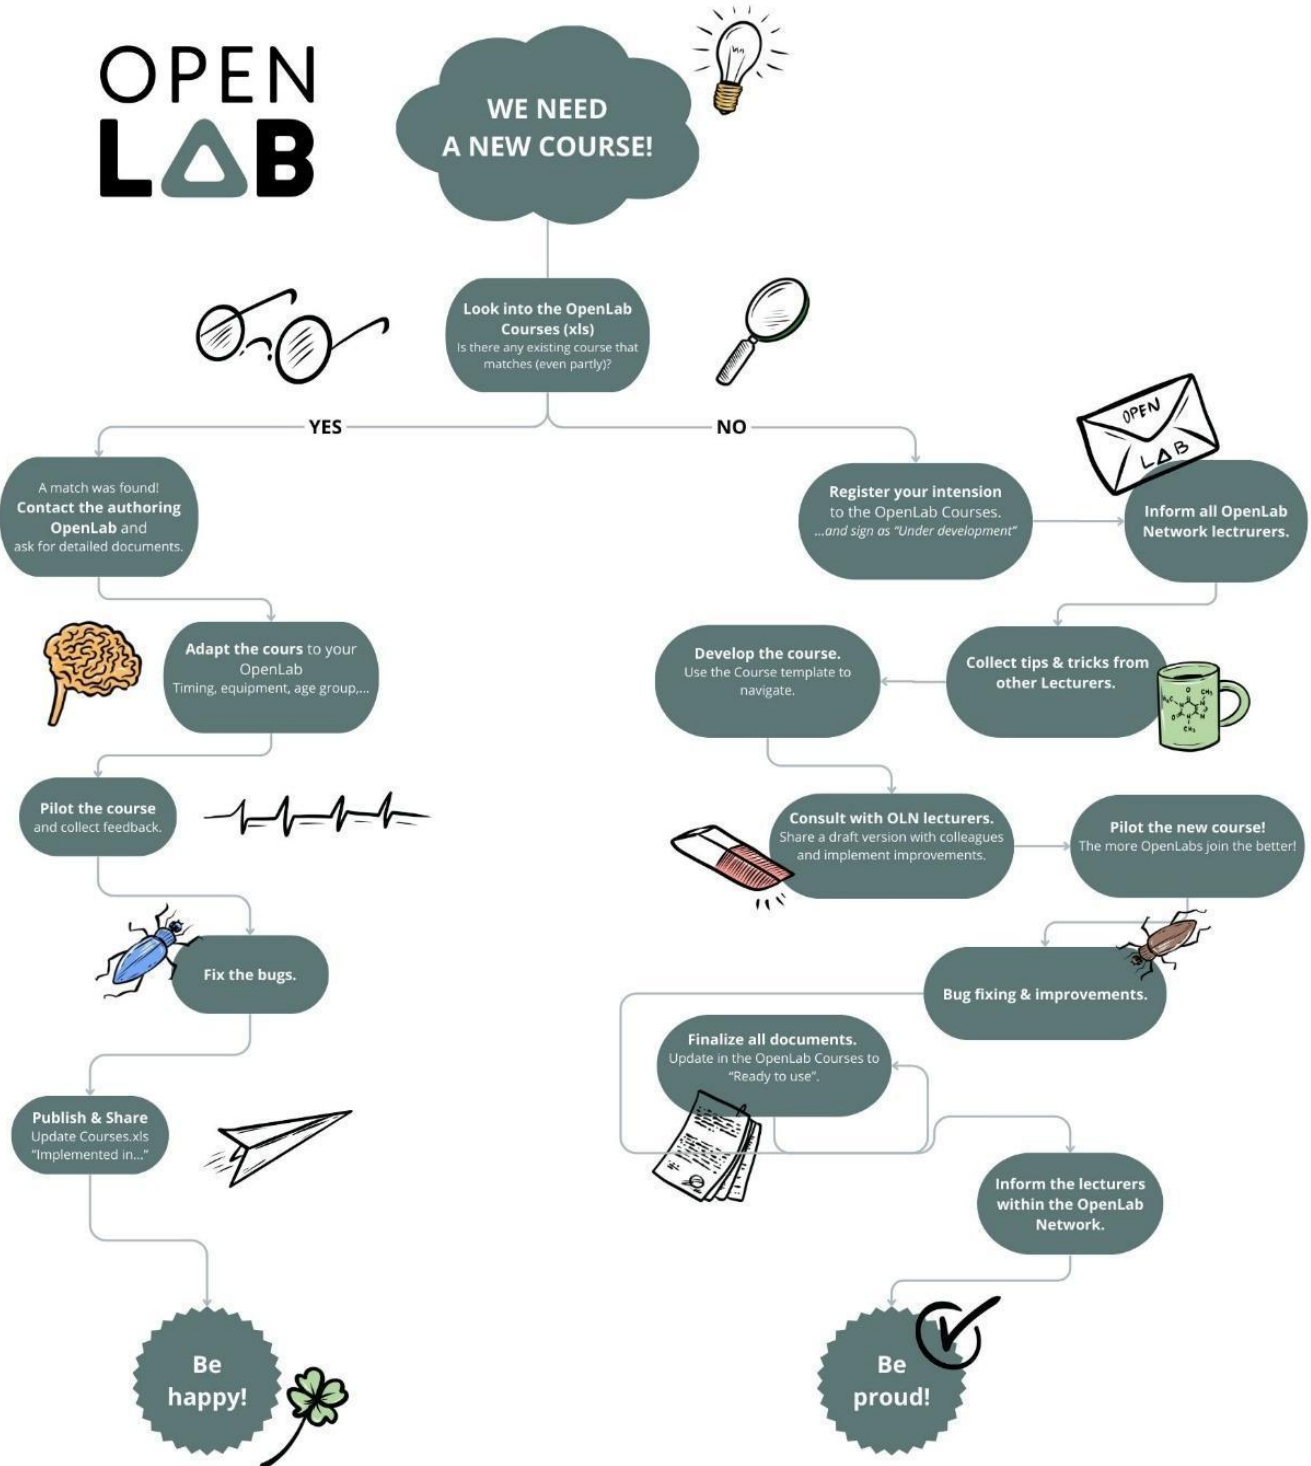 OPEN
LAB
WE NEED
A NEW COURSE!
Look into the OpenLab
Courses (xls)
Is there any existing course that
matches (even partly)?
YES
NO
A match was found!
Contact the authoring
OpenLab and
ask for detailed documents.
Register your intension
to the OpenLab Courses.
...and sign as "Under development"
OPEN
LAB
Inform all OpenLab
Network lectrurers.
Adapt the cours to your
OpenLab
Timing, equipment, age group,...
Develop the course.
Use the Course template to
navigate.
Collect tips & tricks from
other Lecturers.
H₃C
O
CH₃
N
N
O
N
N
CH₃
Pilot the course
and collect feedback.
Consult with OLN lecturers.
Share a draft version with colleagues
and implement improvements.
Pilot the new course!
The more OpenLabs join the better!
Fix the bugs.
Bug fixing & improvements.
Finalize all documents.
Update in the OpenLab Courses to
"Ready to use".
Publish & Share
Update Courses.xls
"Implemented in..."
Inform the lecturers
within the OpenLab
Network.
Be
happy!
Be
proud!